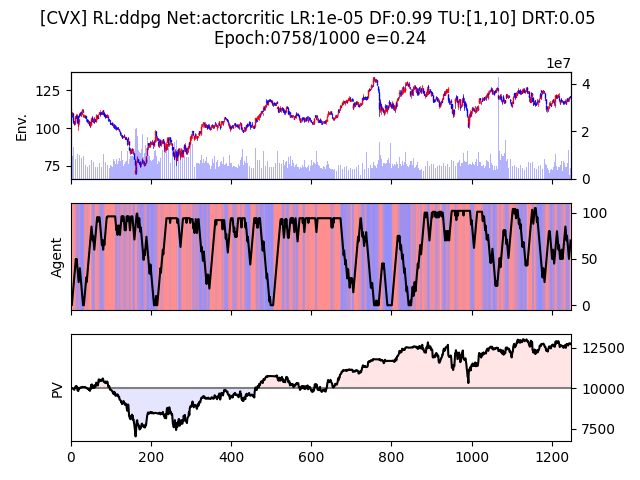 [CVX] RL:ddpg Net:actorcritic LR:1e-05 DF:0.99 TU:[1,10] DRT:0.05
Epoch:0758/1000 e=0.24
1e7
125
100
75
Env.
4
2
0
Agent
100
50
0
PV
12500
10000
7500
0 200 400 600 800 1000 1200